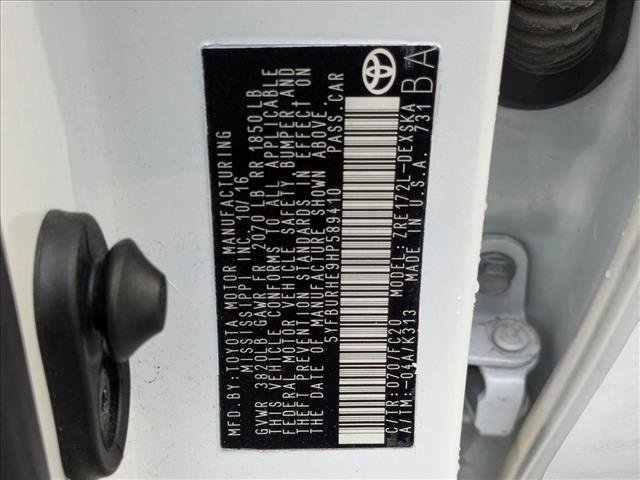 MFD BY:TOYOTA MOTOR MANUFACTURING
MISSISSIPPI INC. 10/16
GVWR 3820LB GAWR FR 2070 LB RR 1850LB
THIS VEHICLE CONFORMS TO ALL APPLICABLE
FEDERAL MOTOR VEHICLE SAFETY, BUMPER AND
THEFT PREVENTION STANDARDS IN EFFECT ON
THE DATE OF MANUFACTURE SHOWN ABOVE.
5YFBURHE9HP589410 PASS.CAR
C/TR:070/FC20 MODEL:ZRE172L-DEXSKA
A/TM:-04A/K313 MADE IN U.S.A. 731
BA